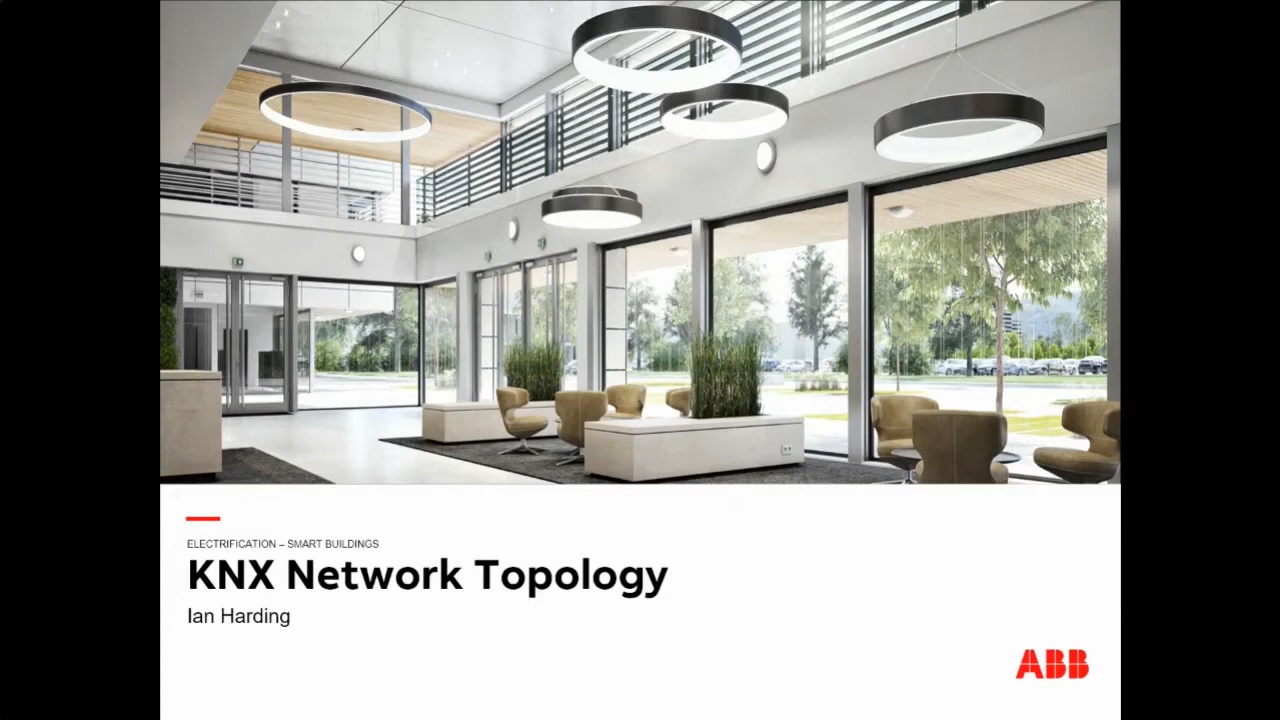 ELECTRIFICATION – SMART BUILDINGS
KNX Network Topology
Ian Harding
ABB